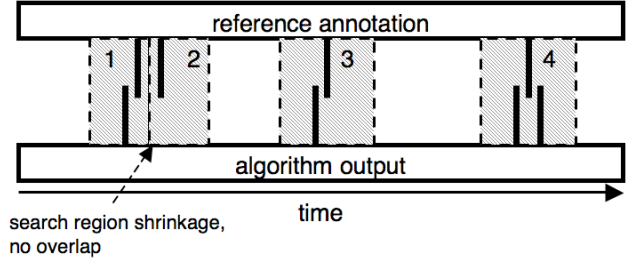 reference annotation
1 2 3 4
algorithm output
time
search region shrinkage,
no overlap